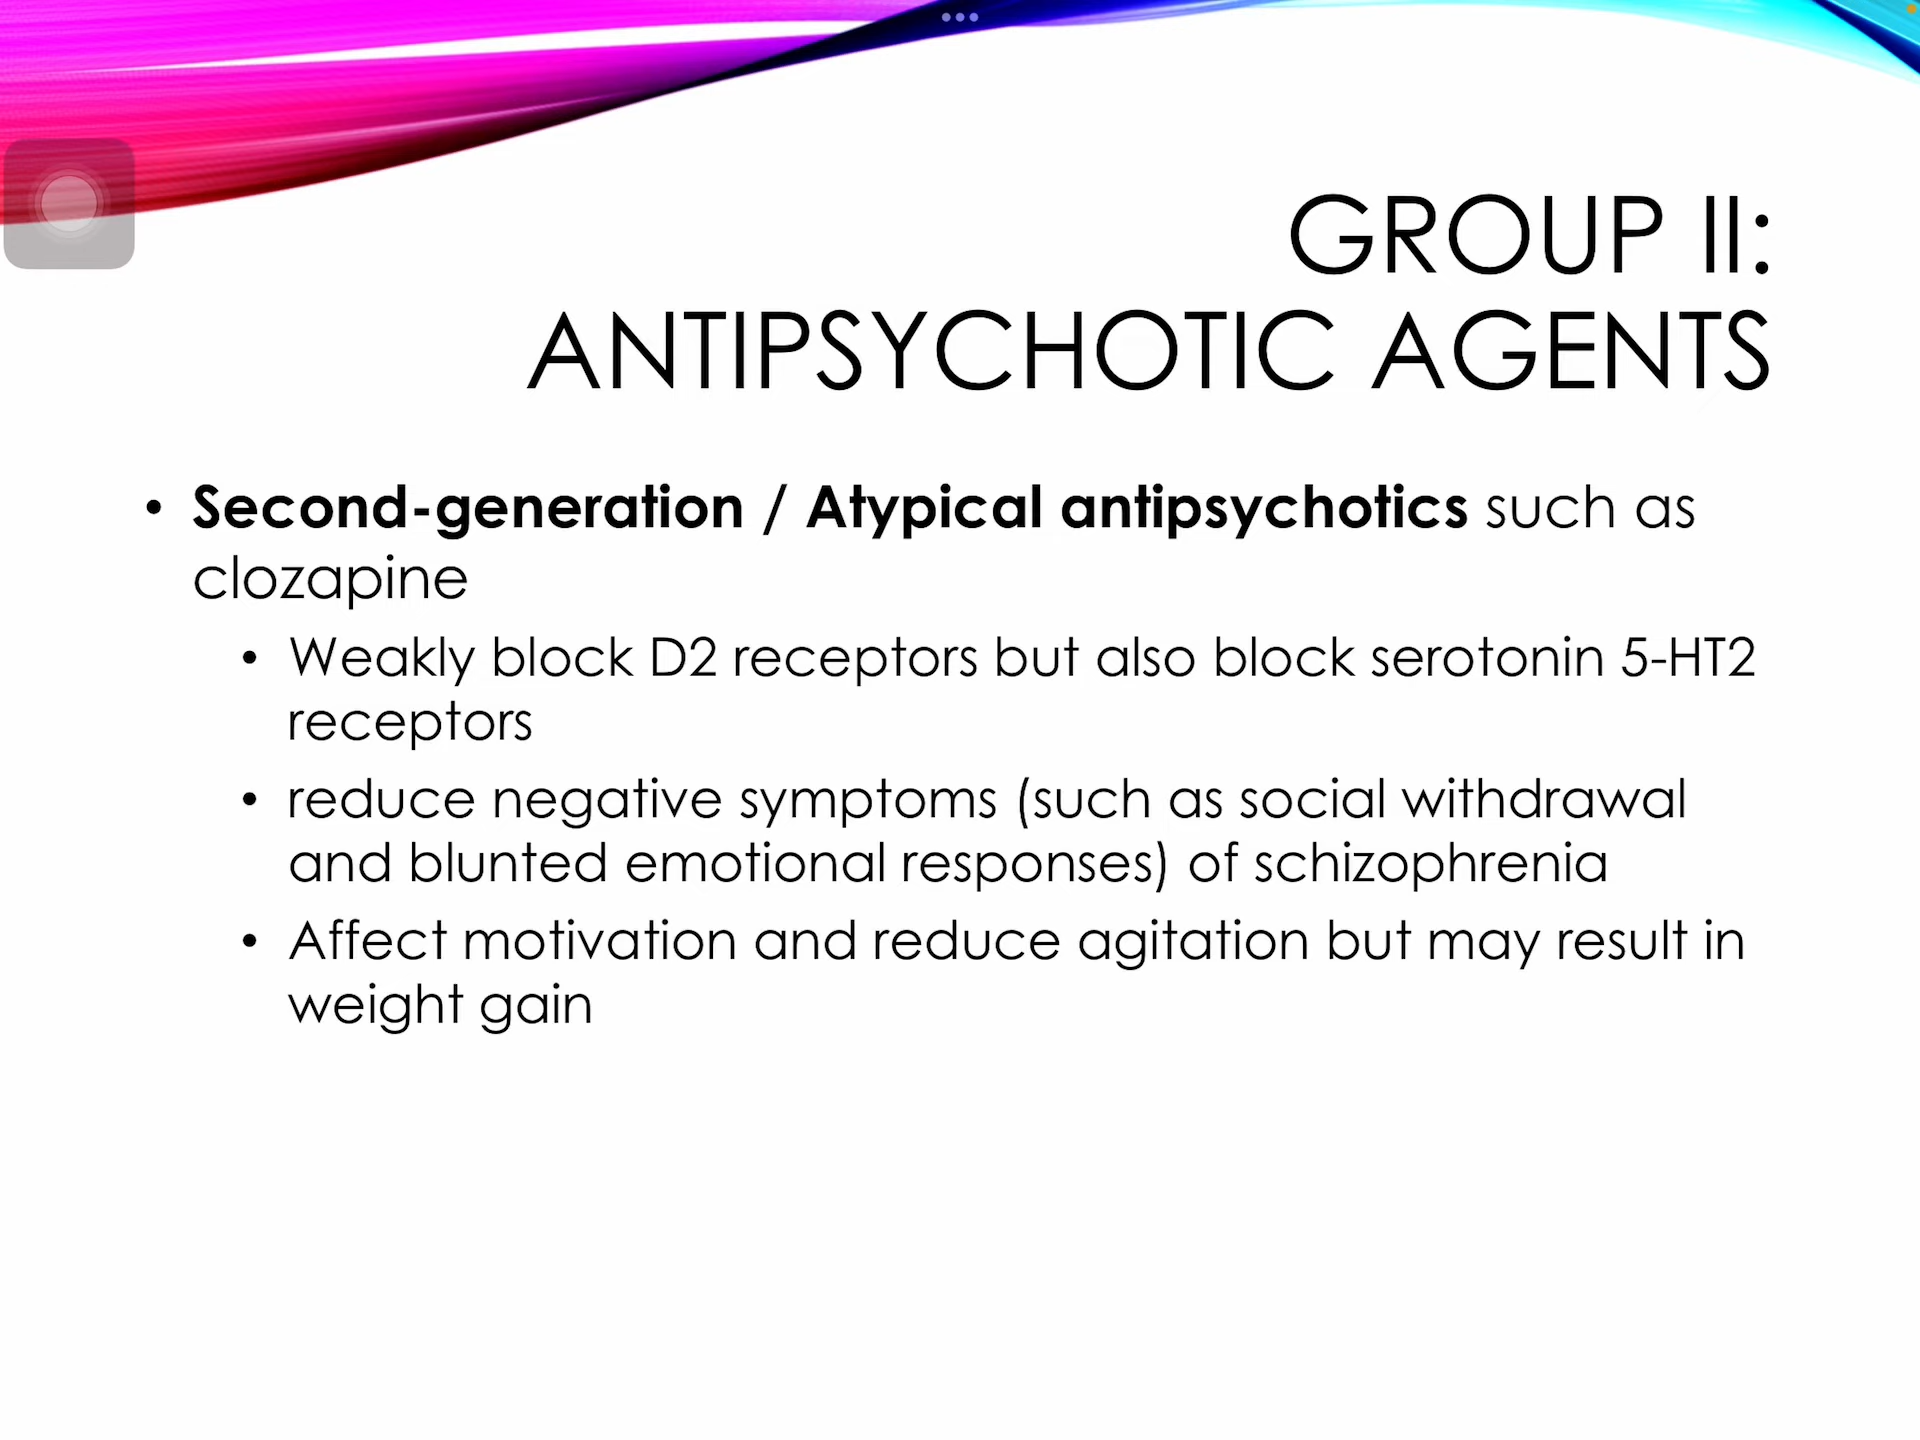 GROUP II:
ANTIPSYCHOTIC AGENTS
• Second-generation / Atypical antipsychotics such as
clozapine
• Weakly block D2 receptors but also block serotonin 5-HT2
receptors
• reduce negative symptoms (such as social withdrawal
and blunted emotional responses) of schizophrenia
• Affect motivation and reduce agitation but may result in
weight gain